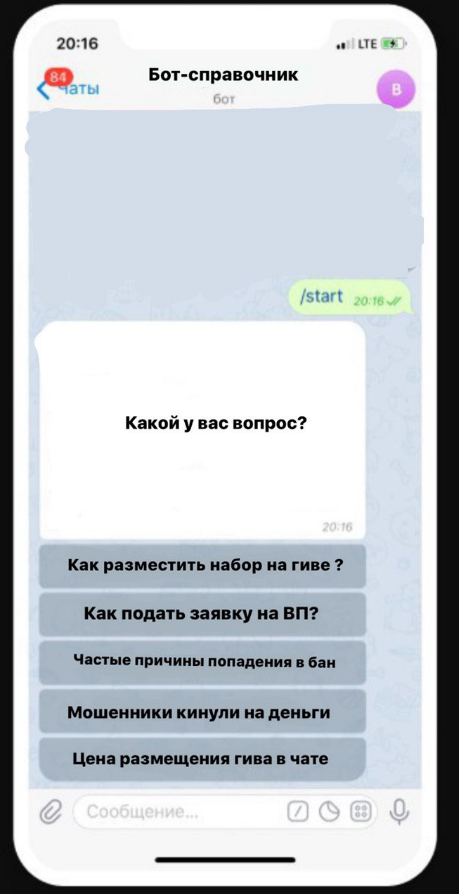 20:16
LTE
84
Чаты
Бот-справочник
бот
B
/start 20:16
Какой у вас вопрос?
20:16
Как разместить набор на гиве ?
Как подать заявку на ВП?
Частые причины попадения в бан
Мошенники кинули на деньги
Цена размещения гива в чате
Сообщение...